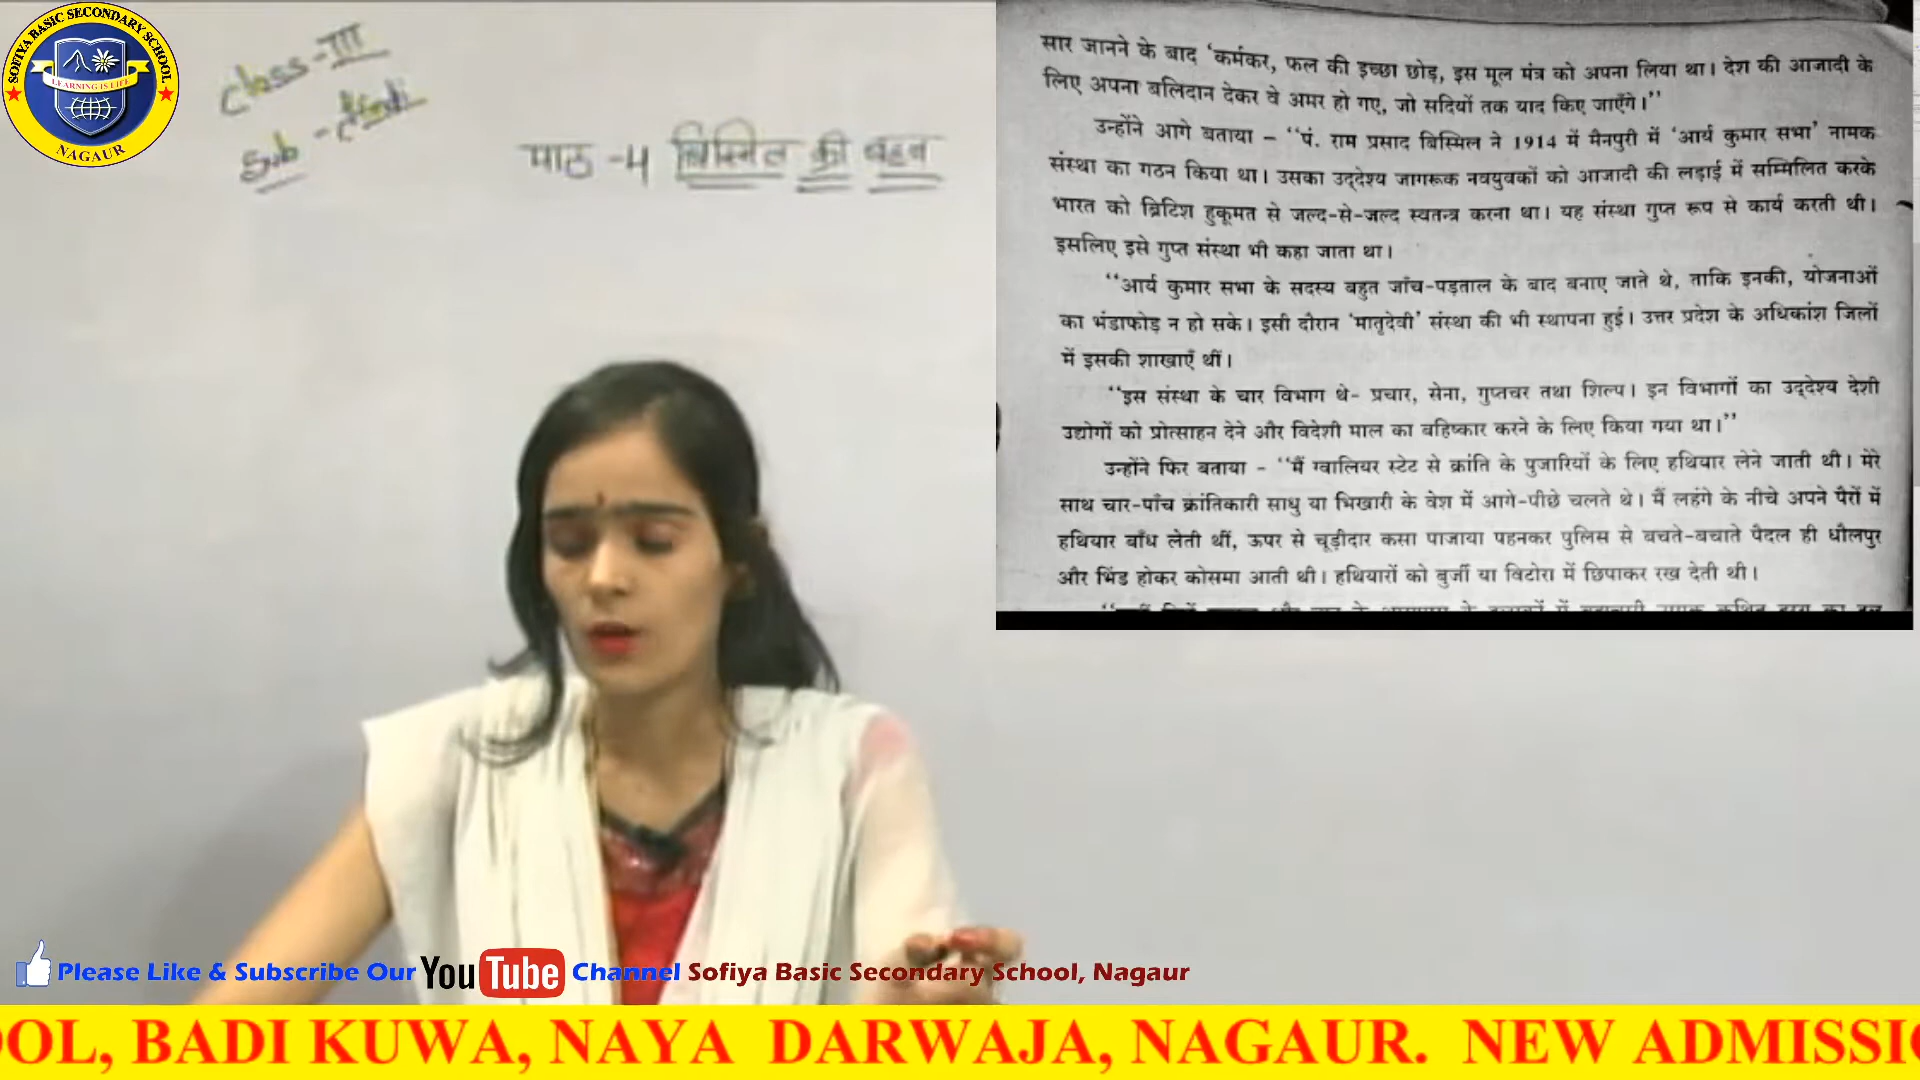 SOFIYA BASIC SECONDARY SCHOOL
LEARNING IS LIFE
NAGAUR
Class - III
Sub - Hindi
पाठ -4 बिस्मिल की बहन
सार जानने के बाद ‘कर्मकर, फल की इच्छा छोड़, इस मूल मंत्र को अपना लिया था। देश की आजादी के
लिए अपना बलिदान देकर वे अमर हो गए, जो सदियों तक याद किए जाएँगे।’’
उन्होंने आगे बताया – ‘‘पं. राम प्रसाद बिस्मिल ने 1914 में मैनपुरी में ‘आर्य कुमार सभा’ नामक
संस्था का गठन किया था। उसका उद्देश्य जागरूक नवयुवकों को आजादी की लड़ाई में सम्मिलित करके
भारत को ब्रिटिश हुकूमत से जल्द-से-जल्द स्वतन्त्र करना था। यह संस्था गुप्त रूप से कार्य करती थी।
इसलिए इसे गुप्त संस्था भी कहा जाता था।
‘‘आर्य कुमार सभा के सदस्य बहुत जाँच-पड़ताल के बाद बनाए जाते थे, ताकि इनकी, योजनाओं
का भंडाफोड़ न हो सके। इसी दौरान ‘मातृदेवी’ संस्था की भी स्थापना हुई। उत्तर प्रदेश के अधिकांश जिलों
में इसकी शाखाएँ थीं।
‘‘इस संस्था के चार विभाग थे- प्रचार, सेना, गुप्तचर तथा शिल्प। इन विभागों का उद्देश्य देशी
उद्योगों को प्रोत्साहन देने और विदेशी माल का बहिष्कार करने के लिए किया गया था।’’
उन्होंने फिर बताया – ‘‘मैं ग्वालियर स्टेट से क्रांति के पुजारियों के लिए हथियार लेने जाती थी। मेरे
साथ चार-पाँच क्रांतिकारी साधु या भिखारी के वेश में आगे-पीछे चलते थे। मैं लहंगे के नीचे अपने पैरों में
हथियार बाँध लेती थीं, ऊपर से चूड़ीदार कसा पाजाया पहनकर पुलिस से बचते-बचाते पैदल ही धौलपुर
और भिंड होकर कोसमा आती थी। हथियारों को बुर्जी या विटोरा में छिपाकर रख देती थी।
Please Like & Subscribe Our YouTube Channel Sofiya Basic Secondary School, Nagaur
OOL, BADI KUWA, NAYA DARWAJA, NAGAUR. NEW ADMISSIO